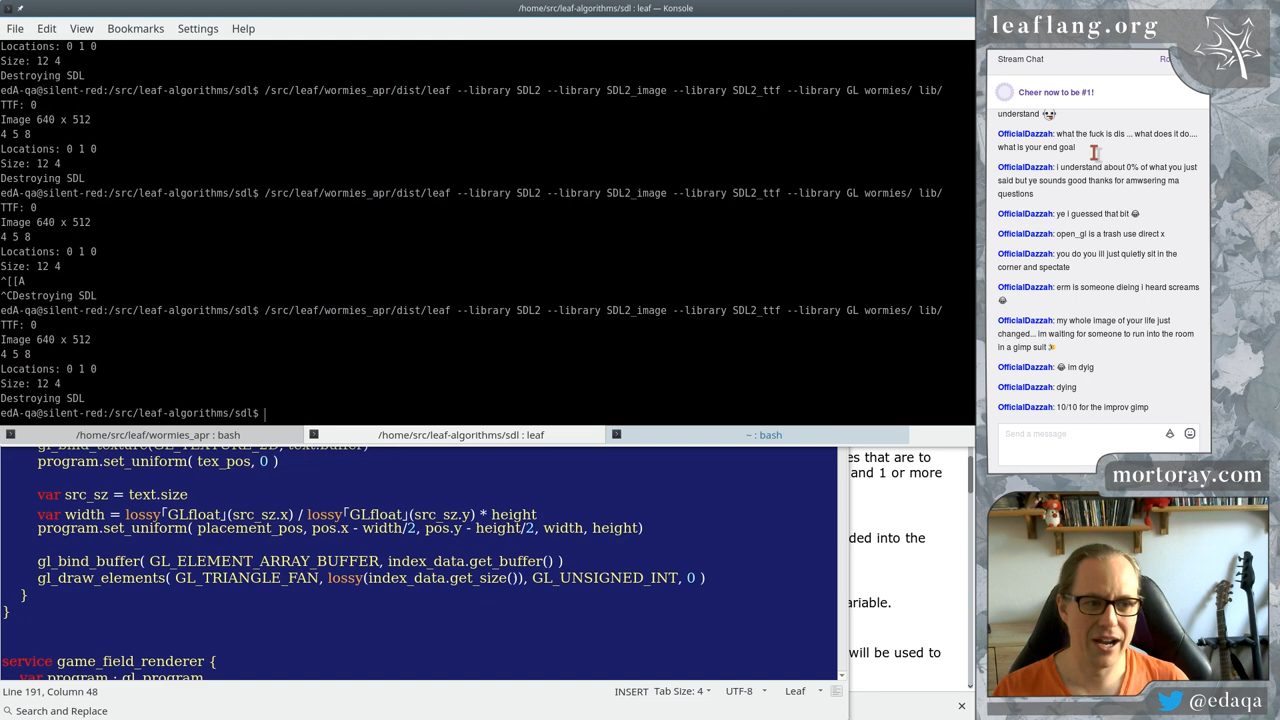 /home/src/leaf-algorithms/sdl : leaf — Konsole
File Edit View Bookmarks Settings Help
Locations: 0 1 0
Size: 12 4
Destroying SDL
edA-qa@silent-red:/src/leaf-algorithms/sdl$ /src/leaf/wormies_apr/dist/leaf --library SDL2 --library SDL2_image --library SDL2_ttf --library GL wormies/ lib/
TTF: 0
Image 640 x 512
4 5 8
Locations: 0 1 0
Size: 12 4
Destroying SDL
edA-qa@silent-red:/src/leaf-algorithms/sdl$ /src/leaf/wormies_apr/dist/leaf --library SDL2 --library SDL2_image --library SDL2_ttf --library GL wormies/ lib/
TTF: 0
Image 640 x 512
4 5 8
Locations: 0 1 0
Size: 12 4
^[[A
^CDestroying SDL
edA-qa@silent-red:/src/leaf-algorithms/sdl$ /src/leaf/wormies_apr/dist/leaf --library SDL2 --library SDL2_image --library SDL2_ttf --library GL wormies/ lib/
TTF: 0
Image 640 x 512
4 5 8
Locations: 0 1 0
Size: 12 4
Destroying SDL
edA-qa@silent-red:/src/leaf-algorithms/sdl$
/home/src/leaf/wormies_apr : bash
/home/src/leaf-algorithms/sdl : leaf
~ : bash
program.set_uniform( tex_pos, 0 )
var src_sz = text.size
var width = lossy｢GLfloat｣(src_sz.x) / lossy｢GLfloat｣(src_sz.y) * height
program.set_uniform( placement_pos, pos.x - width/2, pos.y - height/2, width, height)
gl_bind_buffer( GL_ELEMENT_ARRAY_BUFFER, index_data.get_buffer() )
gl_draw_elements( GL_TRIANGLE_FAN, lossy(index_data.get_size()), GL_UNSIGNED_INT, 0 )
}
}
service game_field_renderer {
var program : gl_program
es that are to
and 1 or more
ded into the
ariable.
will be used to
Line 191, Column 48 INSERT Tab Size: 4 UTF-8 Leaf
Search and Replace
leaflang.org
Stream Chat
Cheer now to be #1!
understand
OfficialDazzah: what the fuck is dis ... what does it do....
what is your end goal
OfficialDazzah: i understand about 0% of what you just
said but ye sounds good thanks for amwsering ma
questions
OfficialDazzah: ye i guessed that bit 😂
OfficialDazzah: open_gl is a trash use direct x
OfficialDazzah: you do you ill just quietly sit in the
corner and spectate
OfficialDazzah: erm is someone dieing i heard screams
😂
OfficialDazzah: my whole image of your life just
changed... im waiting for someone to run into the room
in a gimp suit
OfficialDazzah: 😂 im dyig
OfficialDazzah: dying
OfficialDazzah: 10/10 for the improv gimp
Send a message
mortoray.com
@edaqa